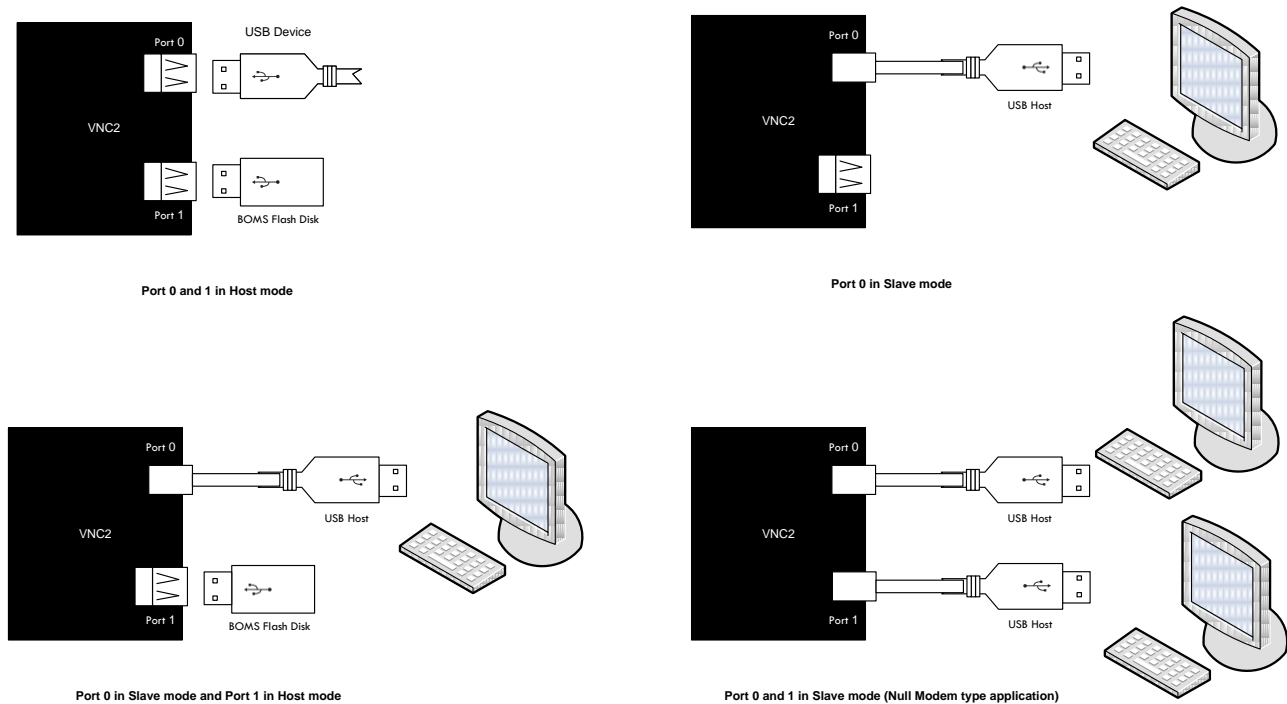 Port 0
USB Device
VNC2
Port 1
BOMS Flash Disk
Port 0 and 1 in Host mode
Port 0
USB Host
VNC2
Port 1
Port 0 in Slave mode
Port 0
USB Host
VNC2
Port 1
BOMS Flash Disk
Port 0 in Slave mode and Port 1 in Host mode
Port 0
USB Host
VNC2
Port 1
USB Host
Port 0 and 1 in Slave mode (Null Modem type application)